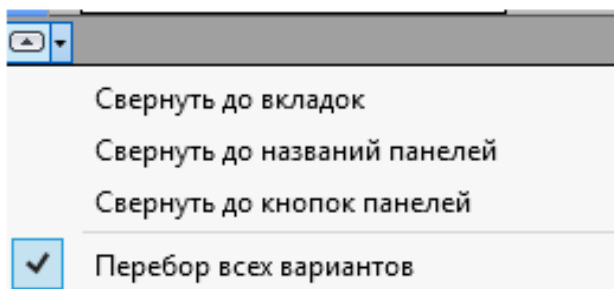 Свернуть до вкладок
Свернуть до названий панелей
Свернуть до кнопок панелей
Перебор всех вариантов